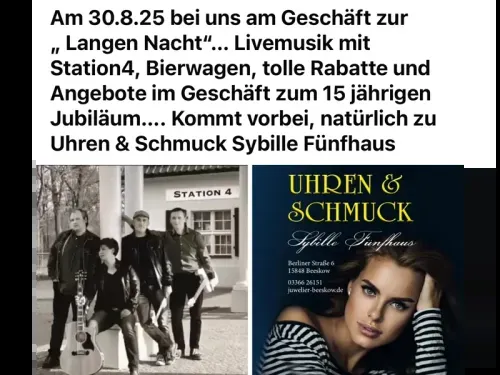 Am 30.8.25 bei uns am Geschäft zur
„ Langen Nacht“... Livemusik mit
Station4, Bierwagen, tolle Rabatte und
Angebote im Geschäft zum 15 jährigen
Jubiläum.... Kommt vorbei, natürlich zu
Uhren & Schmuck Sybille Fünfhaus
STATION 4
UHREN &
SCHMUCK
Sybille Fünfhaus
Berliner Straße 6
15848 Beeskow
03366 26151
juwelier-beeskow.de